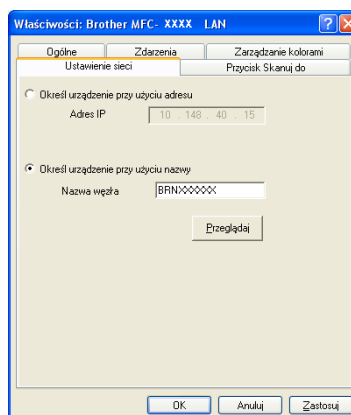 Właściwości: Brother MFC- XXXX LAN
Ogólne Zdarzenia Zarządzanie kolorami
Ustawienie sieci Przycisk Skanuj do
Określ urządzenie przy użyciu adresu
Adres IP 10 . 148 . 40 . 15
Określ urządzenie przy użyciu nazwy
Nazwa węzła BRNXXXXXX
Przeglądaj
OK Anuluj Zastosuj